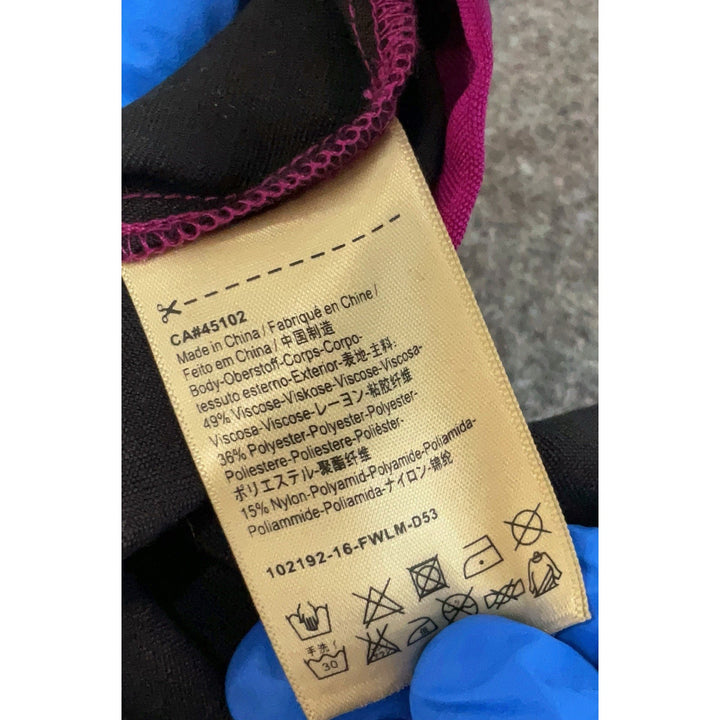 CA#45102
Made in China / Fabriqué en Chine /
Feito em China / 中国制造
Body-Oberstoff-Corps-Corpo-
tessuto esterno-Exterior-表地-主料:
49% Viscose-Viskose-Viscose-Viscosa-
Viscosa-Viscose-レーヨン-粘胶纤维
36% Polyester-Polyester-Polyester-
Poliestere-Poliestere-Poliéster-
ポリエステル-聚酯纤维
15% Nylon-Polyamid-Polyamide-Poliamida-
Poliammide-Poliamida-ナイロン-锦纶
102192-16-FWLM-D53
手洗イ
30